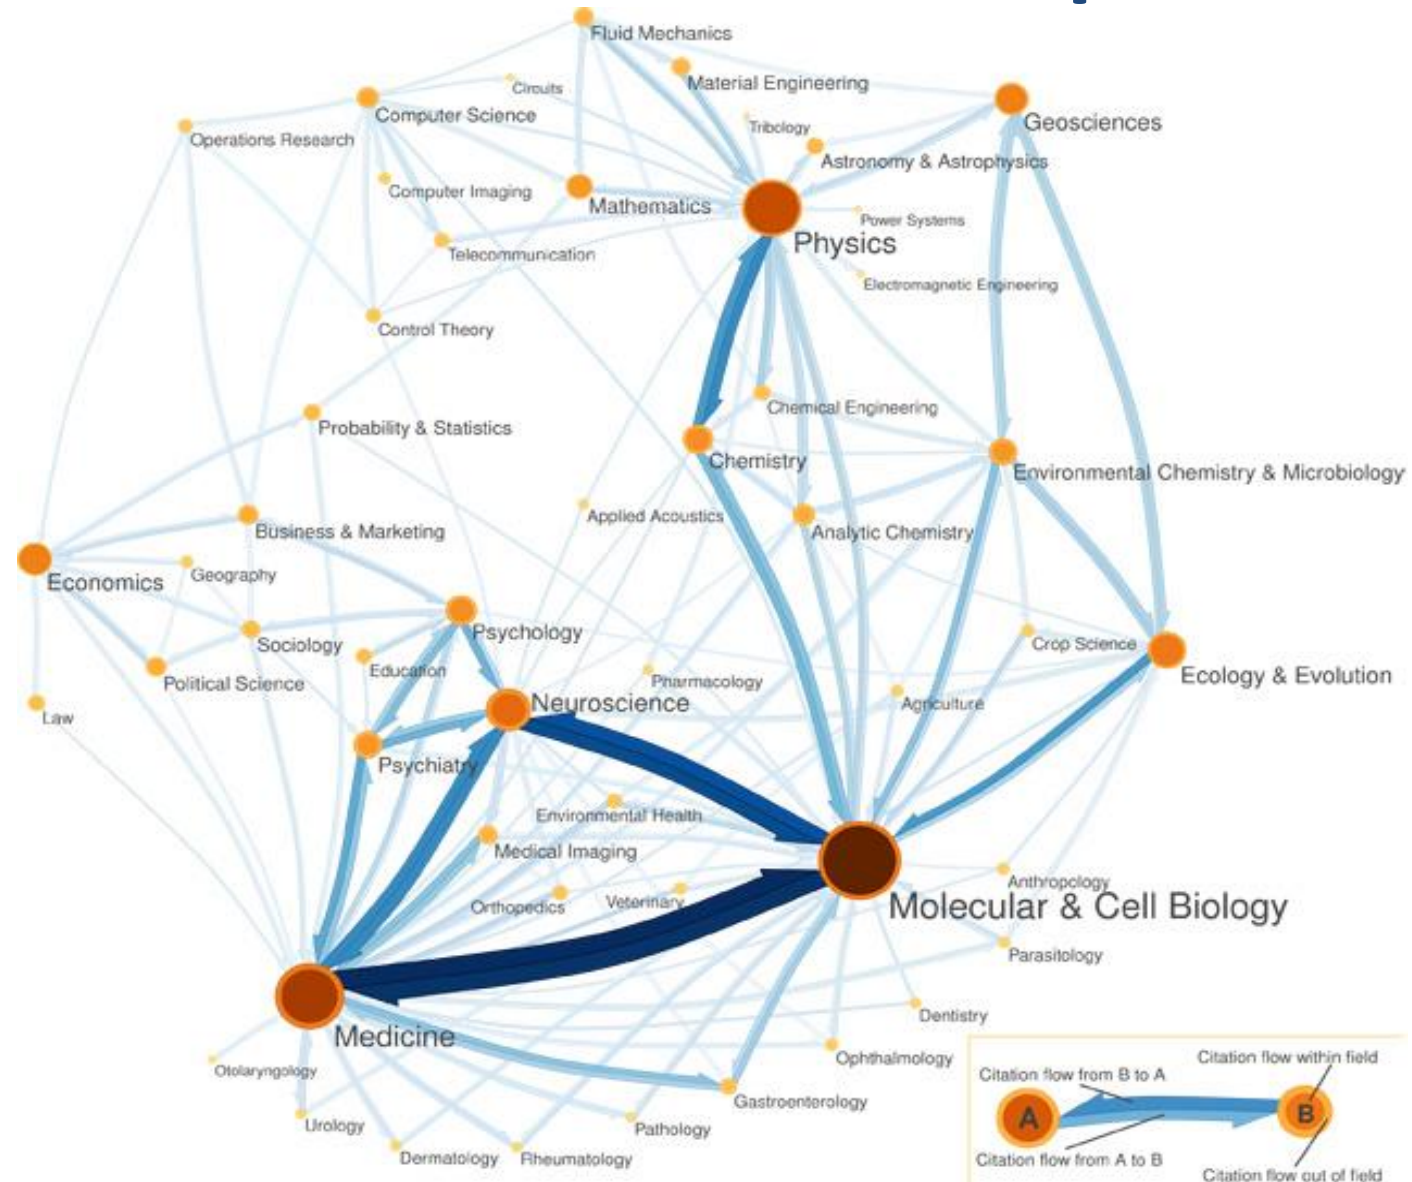 Fluid Mechanics
Material Engineering
Circuits
Computer Science
Geosciences
Tribology
Operations Research
Astronomy & Astrophysics
Computer Imaging
Mathematics
Power Systems
Physics
Telecommunication
Electromagnetic Engineering
Control Theory
Chemical Engineering
Probability & Statistics
Chemistry
Environmental Chemistry & Microbiology
Applied Acoustics
Business & Marketing
Analytic Chemistry
Geography
Economics
Psychology
Sociology
Crop Science
Education
Ecology & Evolution
Political Science
Pharmacology
Neuroscience
Agriculture
Law
Psychiatry
Environmental Health
Medical Imaging
Anthropology
Orthopedics
Veterinary
Molecular & Cell Biology
Parasitology
Dentistry
Medicine
Ophthalmology
Otolaryngology
Gastroenterology
Urology
Pathology
Dermatology
Rheumatology
Citation flow within field
Citation flow from B to A
A
B
Citation flow from A to B
Citation flow out of field